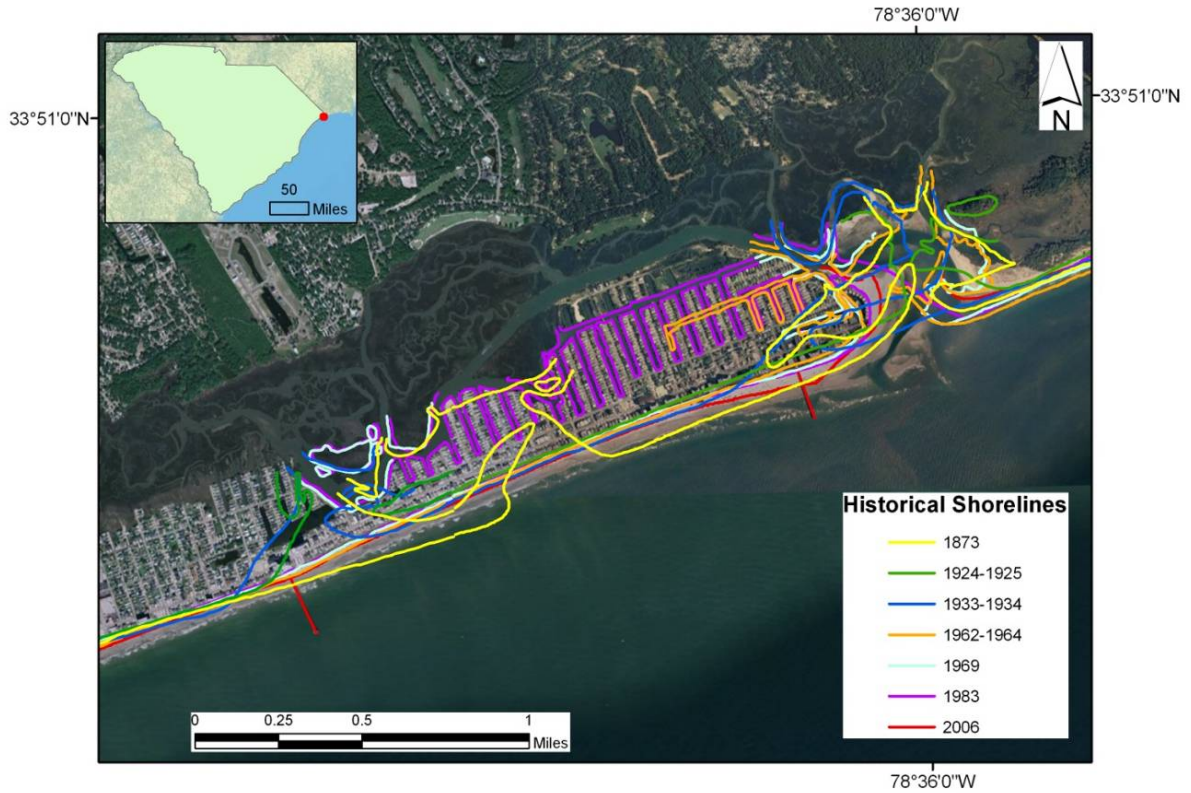 78°36'0"W
33°51'0"N
33°51'0"N
N
50
Miles
Historical Shorelines
1873
1924-1925
1933-1934
1962-1964
1969
1983
2006
0 0.25 0.5 1
Miles
78°36'0"W